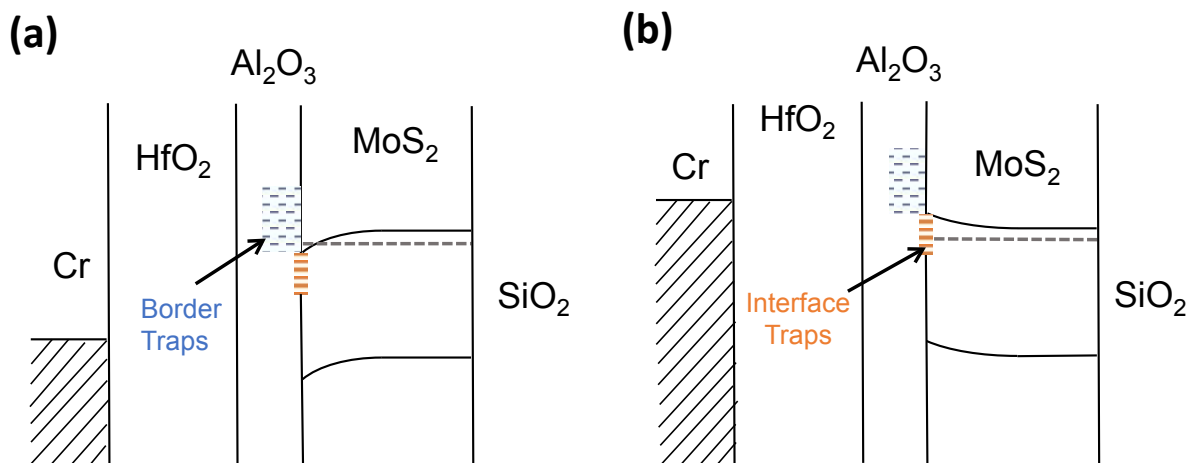 (a)
Al₂O₃
HfO₂
MoS₂
Cr
Border
Traps
SiO₂
(b)
Al₂O₃
HfO₂
Cr
MoS₂
Interface
Traps
SiO₂